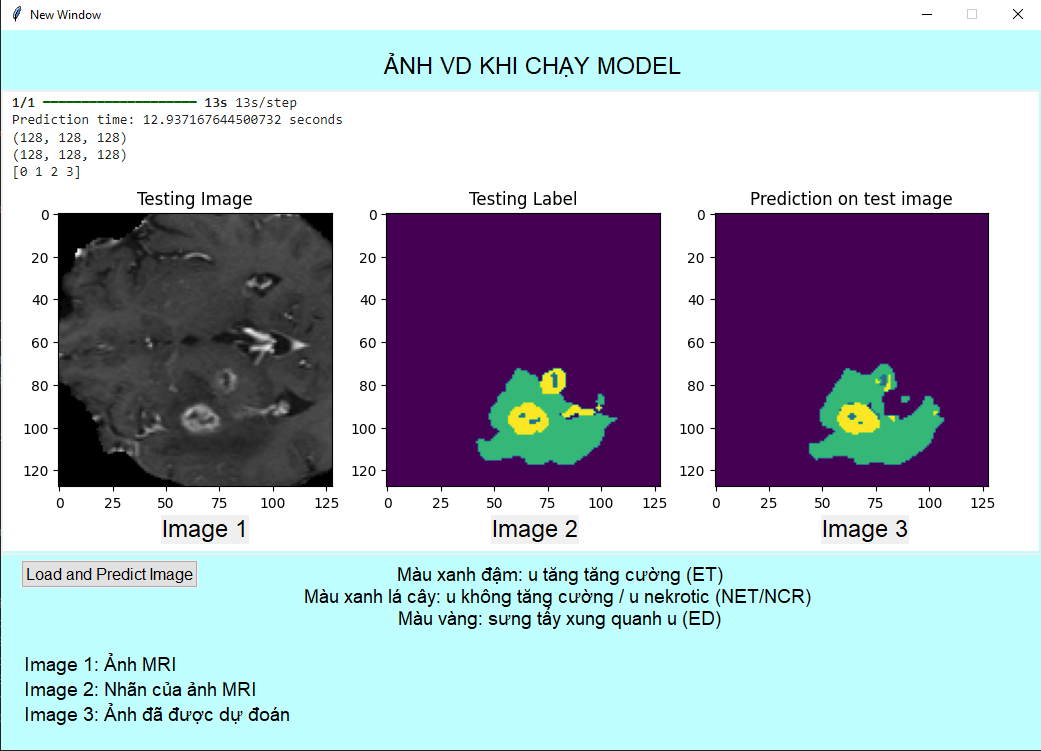 New Window
ẢNH VD KHI CHẠY MODEL
1/1 ━━━━━━━━━━━━━━━━━━━━ 13s 13s/step
Prediction time: 12.937167644500732 seconds
(128, 128, 128)
(128, 128, 128)
[0 1 2 3]
Testing Image
Testing Label
Prediction on test image
0
20
40
60
80
100
120
0 25 50 75 100 125
0
20
40
60
80
100
120
0 25 50 75 100 125
0
20
40
60
80
100
120
0 25 50 75 100 125
Image 1
Image 2
Image 3
Load and Predict Image
Màu xanh đậm: u tăng tăng cường (ET)
Màu xanh lá cây: u không tăng cường / u nekrotic (NET/NCR)
Màu vàng: sưng tấy xung quanh u (ED)
Image 1: Ảnh MRI
Image 2: Nhãn của ảnh MRI
Image 3: Ảnh đã được dự đoán